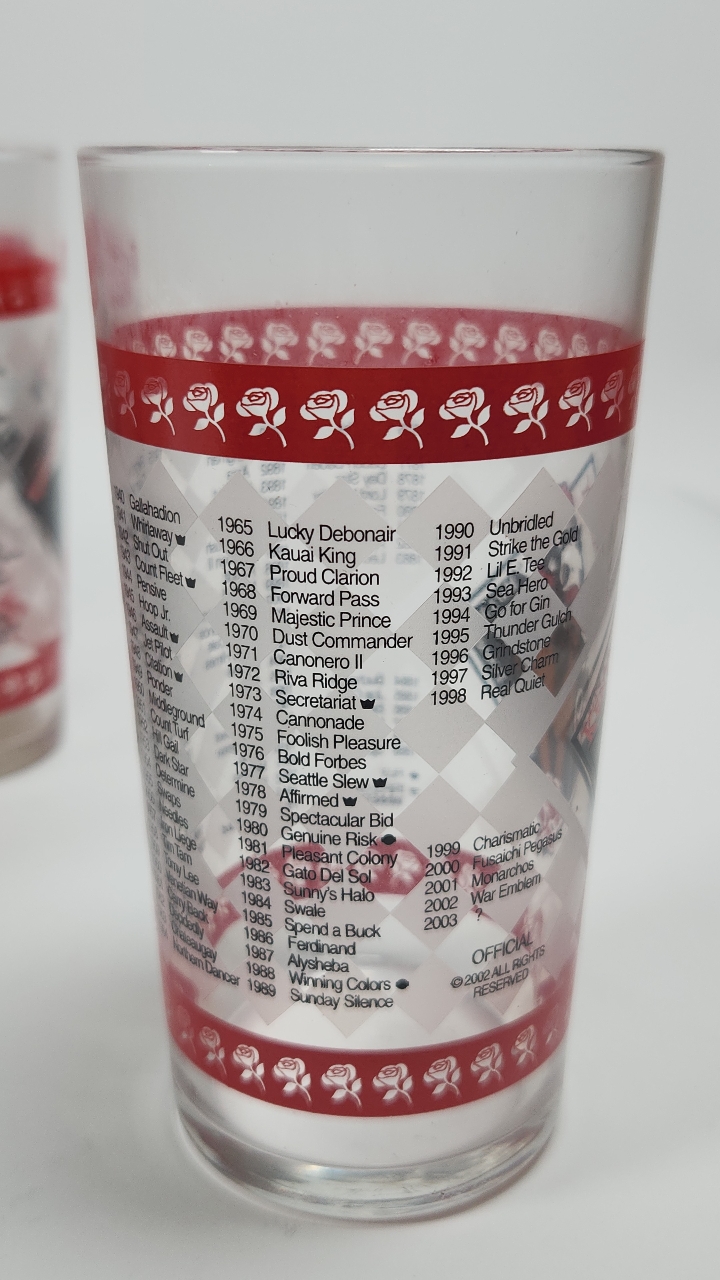 Gallahadion
Whirlaway
Shut Out
Count Fleet
Pensive
Hoop Jr.
Assault
Jet Pilot
Citation
Ponder
Middleground
Count Turf
Hill Gail
Dark Star
Determine
Swaps
Needles
Iron Liege
Tim Tam
Tomy Lee
Venetian Way
Carry Back
Decidedly
Chateaugay
Northern Dancer
1965 Lucky Debonair
1966 Kauai King
1967 Proud Clarion
1968 Forward Pass
1969 Majestic Prince
1970 Dust Commander
1971 Canonero II
1972 Riva Ridge
1973 Secretariat
1974 Cannonade
1975 Foolish Pleasure
1976 Bold Forbes
1977 Seattle Slew
1978 Affirmed
1979 Spectacular Bid
1980 Genuine Risk
1981 Pleasant Colony
1982 Gato Del Sol
1983 Sunny's Halo
1984 Swale
1985 Spend a Buck
1986 Ferdinand
1987 Alysheba
1988 Winning Colors
1989 Sunday Silence
1990 Unbridled
1991 Strike the Gold
1992 Lil E. Tee
1993 Sea Hero
1994 Go for Gin
1995 Thunder Gulch
1996 Grindstone
1997 Silver Charm
1998 Real Quiet
1999 Charismatic
2000 Fusaichi Pegasus
2001 Monarchos
2002 War Emblem
2003 ?
OFFICIAL
©2002 ALL RIGHTS
RESERVED